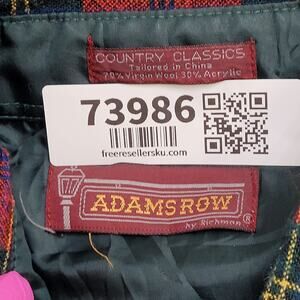 COUNTRY CLASSICS
Tailored in China
70% Virgin Wool 30% Acrylic
73986
freeresellersku.com
ADAMSROW®
by Richman